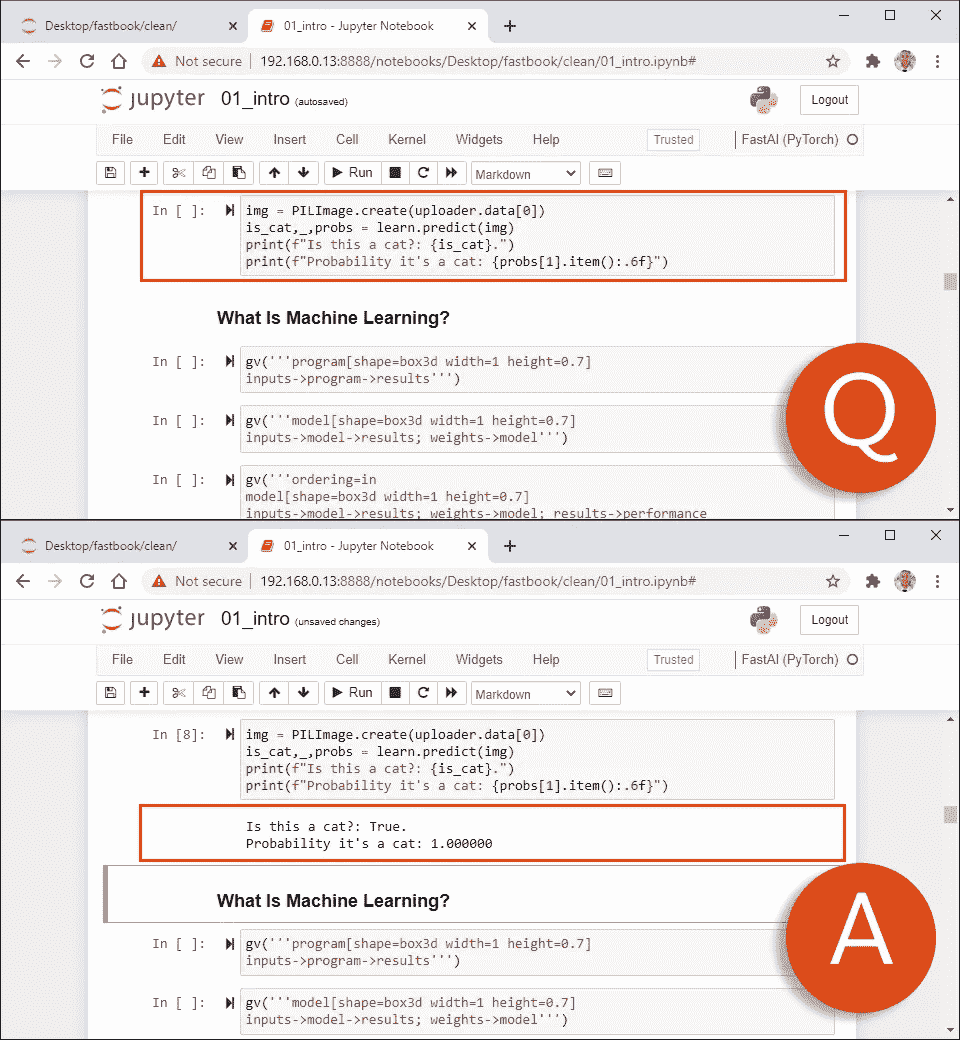 Desktop/fastbook/clean/
01_intro - Jupyter Notebook
Not secure | 192.168.0.13:8888/notebooks/Desktop/fastbook/clean/01_intro.ipynb#
jupyter 01_intro (autosaved)
Logout
File Edit View Insert Cell Kernel Widgets Help
Trusted
FastAI (PyTorch)
Run
Markdown
In [ ]: img = PILImage.create(uploader.data[0])
is_cat,_,probs = learn.predict(img)
print(f"Is this a cat?: {is_cat}.")
print(f"Probability it's a cat: {probs[1].item():.6f}")
What Is Machine Learning?
In [ ]: gv('''program[shape=box3d width=1 height=0.7]
inputs->program->results''')
In [ ]: gv('''model[shape=box3d width=1 height=0.7]
inputs->model->results; weights->model''')
In [ ]: gv('''ordering=in
model[shape=box3d width=1 height=0.7]
inputs->model->results; weights->model; results->performance
Q
Desktop/fastbook/clean/
01_intro - Jupyter Notebook
Not secure | 192.168.0.13:8888/notebooks/Desktop/fastbook/clean/01_intro.ipynb#
jupyter 01_intro (unsaved changes)
Logout
File Edit View Insert Cell Kernel Widgets Help
Trusted
FastAI (PyTorch)
Run
Markdown
In [8]: img = PILImage.create(uploader.data[0])
is_cat,_,probs = learn.predict(img)
print(f"Is this a cat?: {is_cat}.")
print(f"Probability it's a cat: {probs[1].item():.6f}")
Is this a cat?: True.
Probability it's a cat: 1.000000
What Is Machine Learning?
In [ ]: gv('''program[shape=box3d width=1 height=0.7]
inputs->program->results''')
In [ ]: gv('''model[shape=box3d width=1 height=0.7]
inputs->model->results; weights->model''')
A